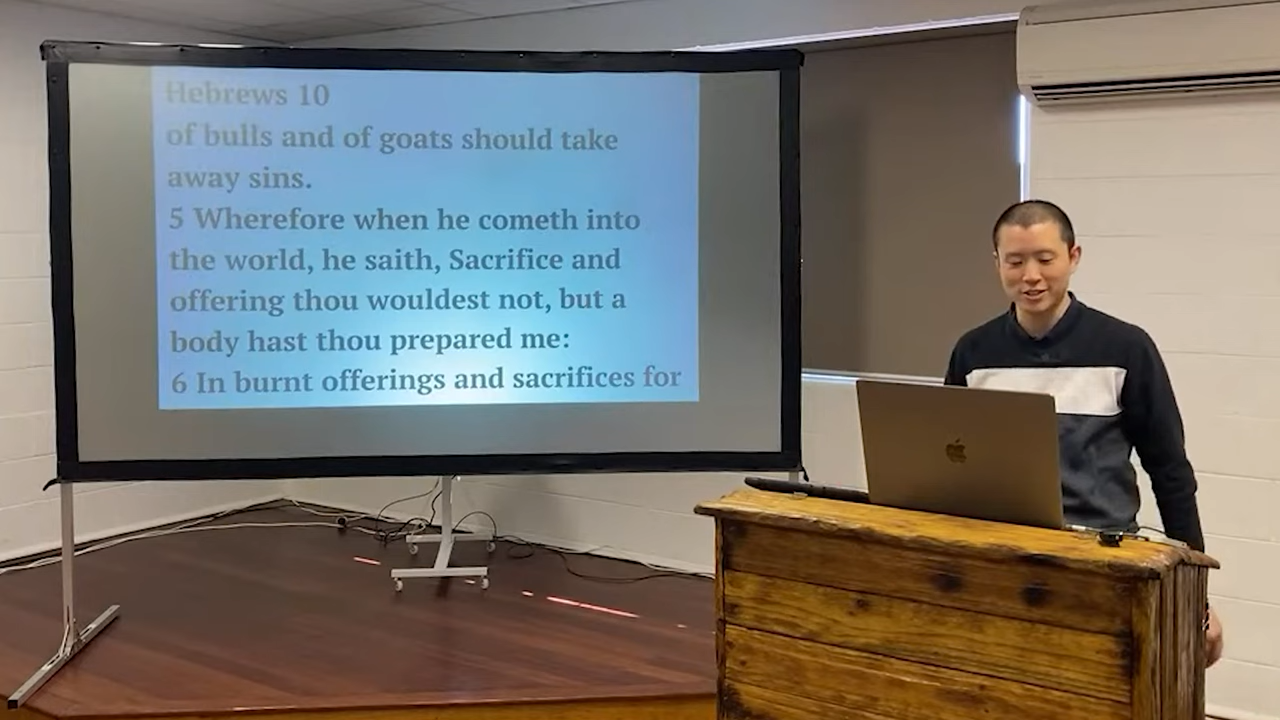 Hebrews 10
of bulls and of goats should take
away sins.
5 Wherefore when he cometh into
the world, he saith, Sacrifice and
offering thou wouldest not, but a
body hast thou prepared me:
6 In burnt offerings and sacrifices for